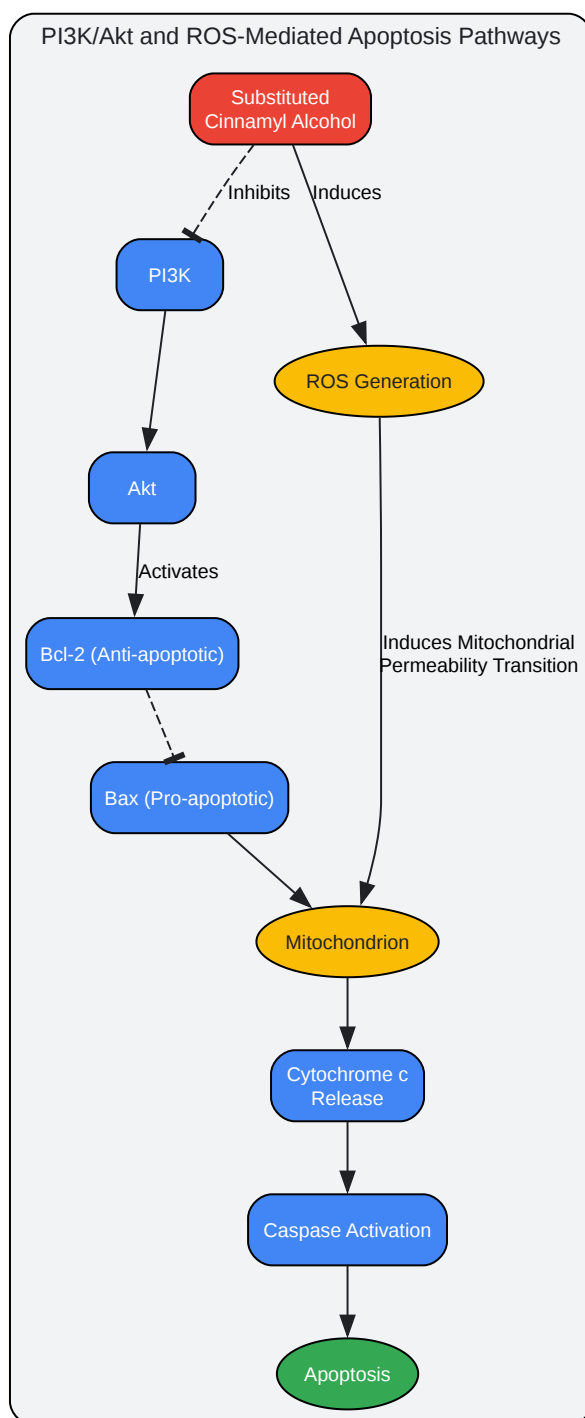 PI3K/Akt and ROS-Mediated Apoptosis Pathways
Substituted
Cinnamyl Alcohol
Inhibits
Induces
PI3K
ROS Generation
Akt
Activates
Bcl-2 (Anti-apoptotic)
Induces Mitochondrial
Permeability Transition
Bax (Pro-apoptotic)
Mitochondrion
Cytochrome c
Release
Caspase Activation
Apoptosis